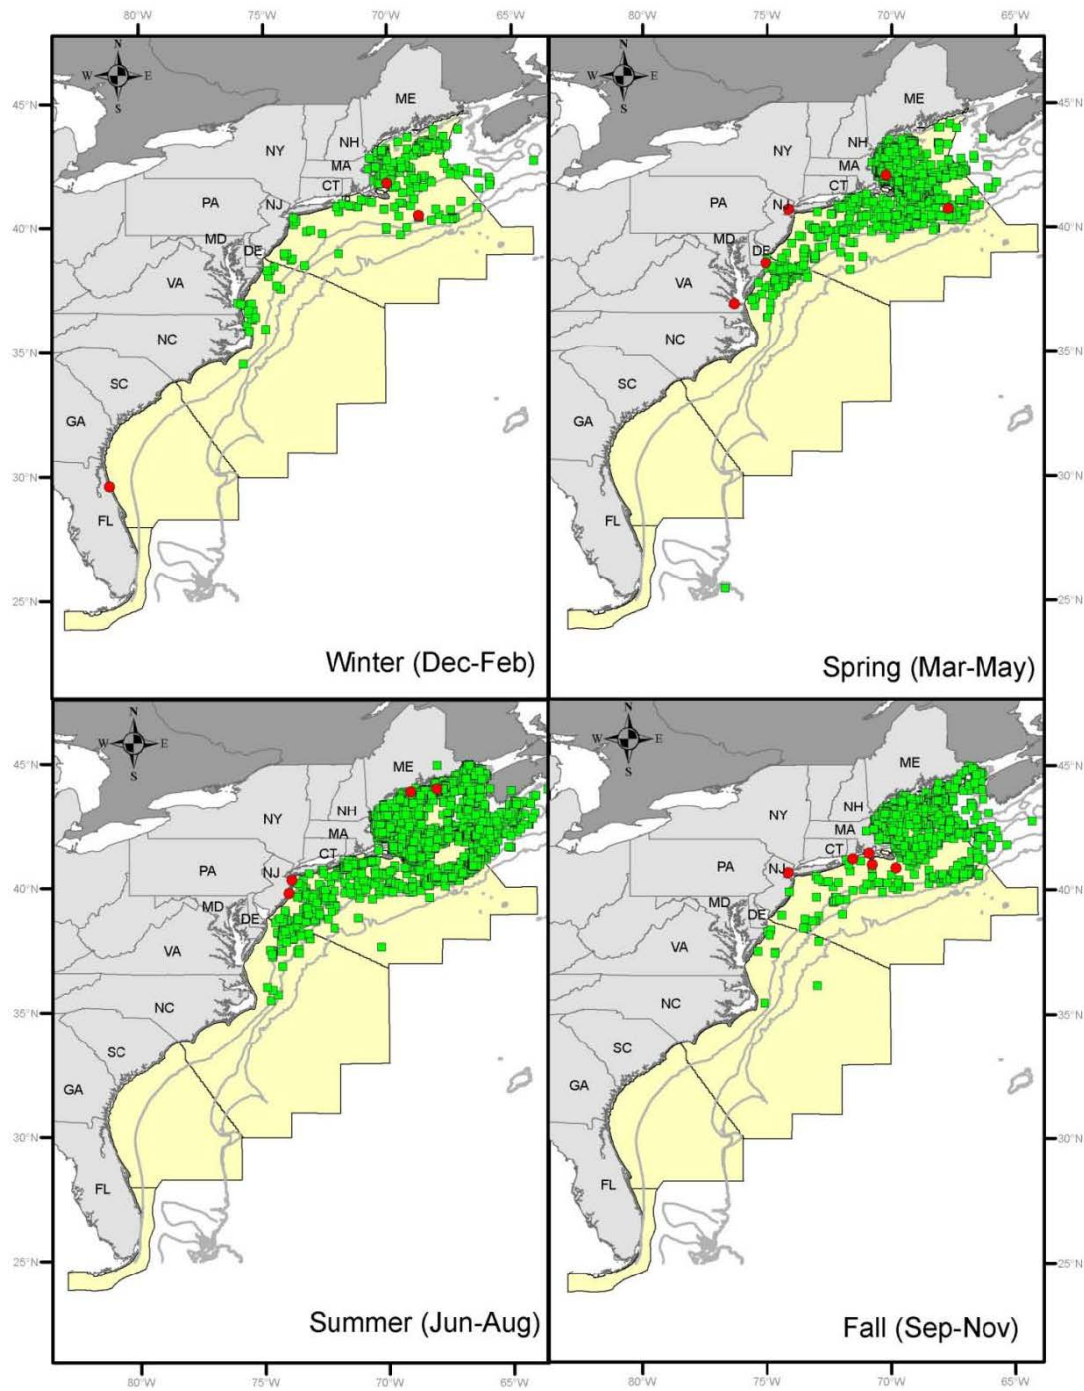 80°W 75°W 70°W 65°W 80°W 75°W 70°W 65°W
N
W E
S
ME
NH
MA
CT
NY
PA
NJ
MD
DE
VA
NC
SC
GA
FL
45°N
40°N
35°N
30°N
25°N
Winter (Dec-Feb)
N
W E
S
ME
NH
MA
CT
NY
PA
NJ
MD
DE
VA
NC
SC
GA
FL
45°N
40°N
35°N
30°N
25°N
Spring (Mar-May)
N
W E
S
ME
NH
MA
CT
NY
PA
NJ
MD
DE
VA
NC
SC
GA
FL
45°N
40°N
35°N
30°N
25°N
Summer (Jun-Aug)
N
W E
S
ME
NH
MA
CT
NY
PA
NJ
MD
DE
VA
NC
SC
GA
FL
45°N
40°N
35°N
30°N
25°N
Fall (Sep-Nov)
80°W 75°W 70°W 65°W 80°W 75°W 70°W 65°W